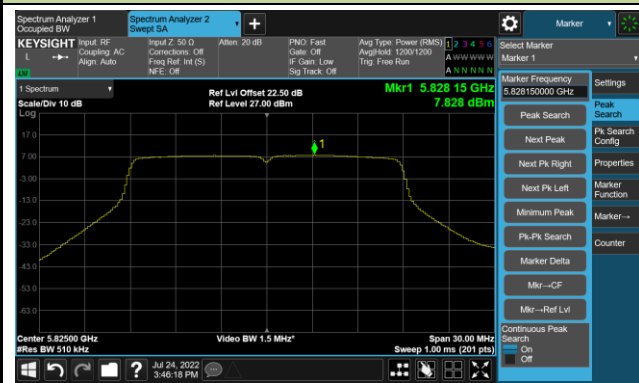 Spectrum Analyzer 1
Occupied BW
Spectrum Analyzer 2
Swept SA
Marker
KEYSIGHT
L
Input: RF
Coupling: AC
Align: Auto
Input Z: 50 Ω
Corrections: Off
Freq Ref: Int (S)
NFE: Off
Atten: 20 dB
PNO: Fast
Gate: Off
IF Gain: Low
Sig Track: Off
Avg Type: Power (RMS)
Avg|Hold: 1200/1200
Trig: Free Run
1 2 3 4 5 6
A W W W W W
A N N N N N
Select Marker
Marker 1
1 Spectrum
Scale/Div 10 dB
Log
Ref Lvl Offset 22.50 dB
Ref Level 27.00 dBm
Mkr1 5.828 15 GHz
7.828 dBm
1
17.0
7.00
-3.00
-13.0
-23.0
-33.0
-43.0
-53.0
-63.0
Center 5.82500 GHz
#Res BW 510 kHz
Video BW 1.5 MHz*
Span 30.00 MHz
Sweep 1.00 ms (201 pts)
Marker Frequency
5.828150000 GHz
Peak Search
Next Peak
Next Pk Right
Next Pk Left
Minimum Peak
Pk-Pk Search
Marker Delta
Mkr→CF
Mkr→Ref Lvl
Continuous Peak
Search
On
Off
Settings
Peak
Search
Pk Search
Config
Properties
Marker
Function
Marker→
Counter
?
Jul 24, 2022
3:46:18 PM